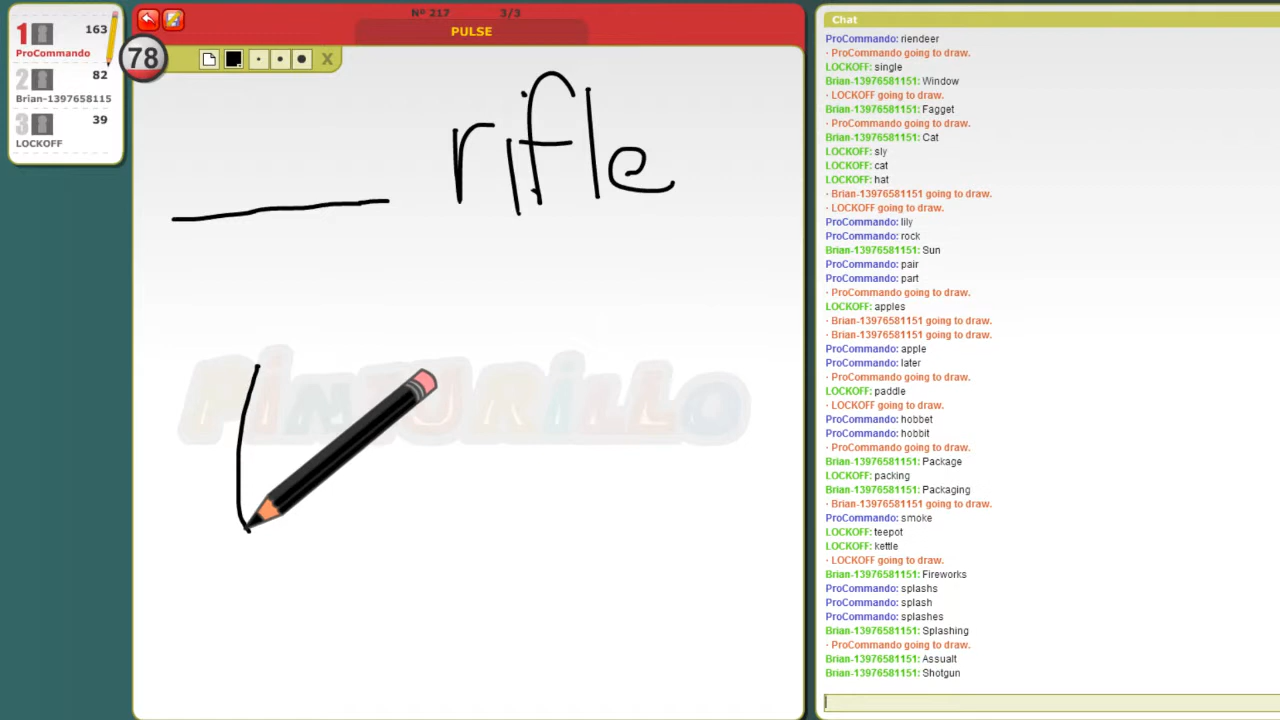 1 163
ProCommando
2 82
Brian-1397658115
3 39
LOCKOFF
78
Nº 217 3/3
PULSE
X
rifle
PiNTURiLLO
Chat
ProCommando: riendeer
· ProCommando going to draw.
LOCKOFF: single
Brian-13976581151: Window
· LOCKOFF going to draw.
Brian-13976581151: Fagget
· ProCommando going to draw.
Brian-13976581151: Cat
LOCKOFF: sly
LOCKOFF: cat
LOCKOFF: hat
· Brian-13976581151 going to draw.
· LOCKOFF going to draw.
ProCommando: lily
ProCommando: rock
Brian-13976581151: Sun
ProCommando: pair
ProCommando: part
· ProCommando going to draw.
LOCKOFF: apples
· Brian-13976581151 going to draw.
· Brian-13976581151 going to draw.
ProCommando: apple
ProCommando: later
· ProCommando going to draw.
LOCKOFF: paddle
· LOCKOFF going to draw.
ProCommando: hobbet
ProCommando: hobbit
· ProCommando going to draw.
Brian-13976581151: Package
LOCKOFF: packing
Brian-13976581151: Packaging
· Brian-13976581151 going to draw.
ProCommando: smoke
LOCKOFF: teepot
LOCKOFF: kettle
· LOCKOFF going to draw.
Brian-13976581151: Fireworks
ProCommando: splashs
ProCommando: splash
ProCommando: splashes
Brian-13976581151: Splashing
· ProCommando going to draw.
Brian-13976581151: Assualt
Brian-13976581151: Shotgun